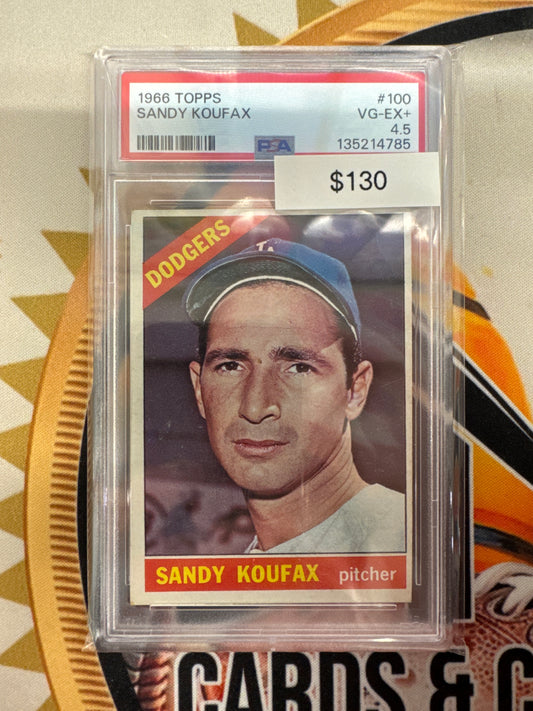 1966 TOPPS #100
SANDY KOUFAX VG-EX+
4.5
PSA 135214785
$130
DODGERS
SANDY KOUFAX pitcher
CARDS & C